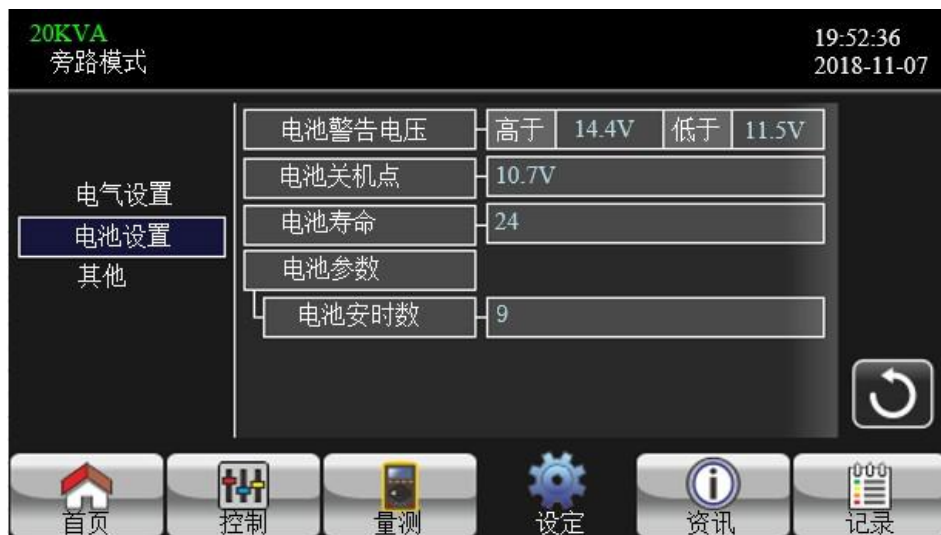 20KVA
旁路模式
19:52:36
2018-11-07
电气设置
电池设置
其他
电池警告电压 高于 14.4V 低于 11.5V
电池关机点 10.7V
电池寿命 24
电池参数
电池安时数 9
首页 控制 量测 设定 资讯 记录